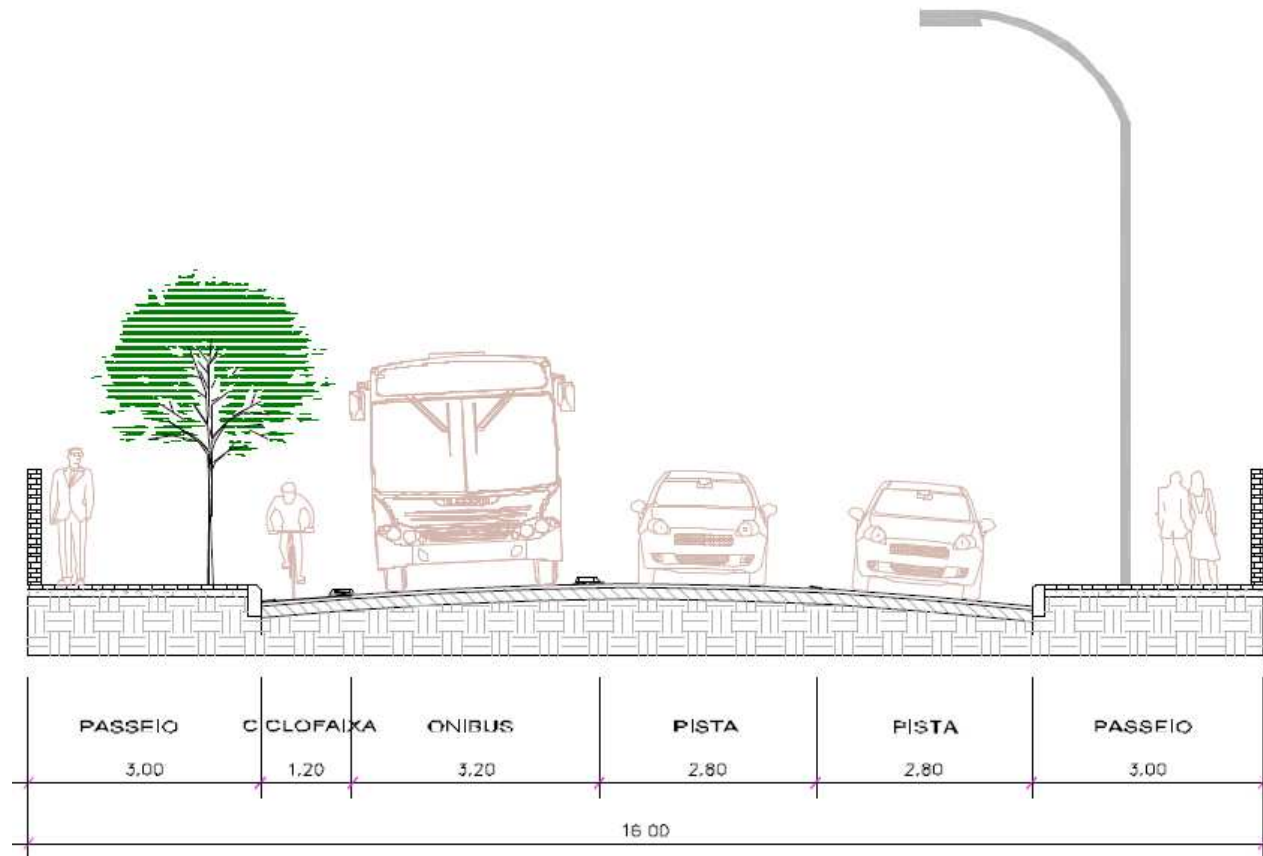 PASSEIO CICLOFAIXA ONIBUS PISTA PISTA PASSEIO
3,00 1,20 3,20 2,80 2,80 3,00
16 00